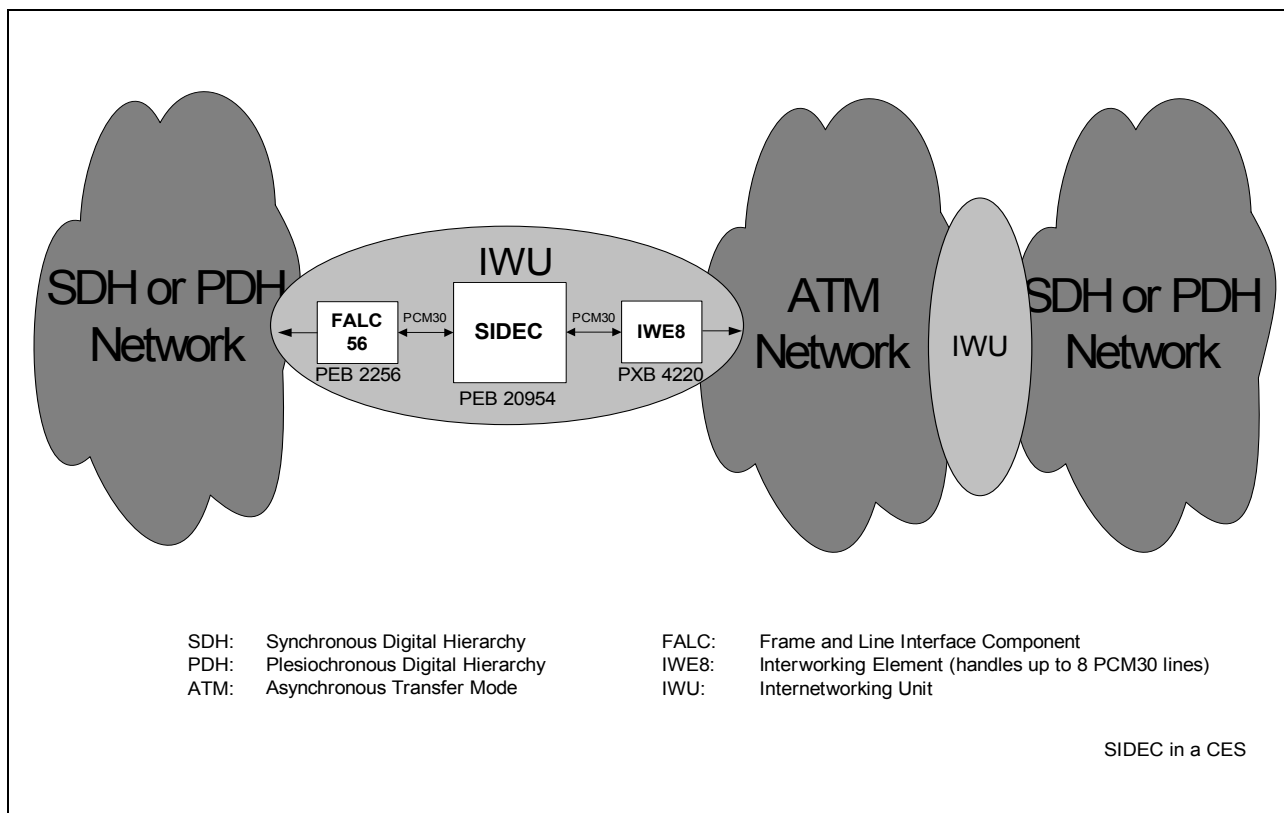 SDH or PDH
Network
IWU
FALC
56
PEB 2256
PCM30
SIDEC
PEB 20954
PCM30
IWE8
PXB 4220
ATM
Network
IWU
SDH or PDH
Network
SDH: Synchronous Digital Hierarchy
PDH: Plesiochronous Digital Hierarchy
ATM: Asynchronous Transfer Mode
FALC: Frame and Line Interface Component
IWE8: Interworking Element (handles up to 8 PCM30 lines)
IWU: Internetworking Unit
SIDEC in a CES